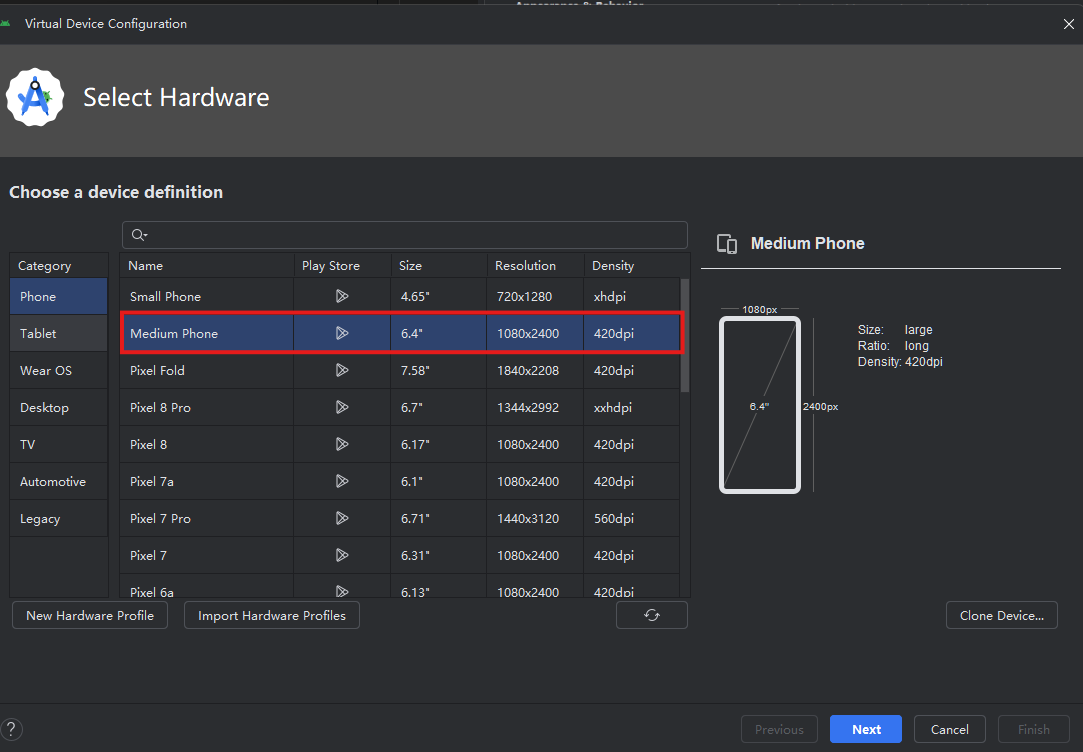 Appearance & Behavior
Virtual Device Configuration
Select Hardware
Choose a device definition
Category
Phone
Tablet
Wear OS
Desktop
TV
Automotive
Legacy
Name Play Store Size Resolution Density
Small Phone 4.65" 720x1280 xhdpi
Medium Phone 6.4" 1080x2400 420dpi
Pixel Fold 7.58" 1840x2208 420dpi
Pixel 8 Pro 6.7" 1344x2992 xxhdpi
Pixel 8 6.17" 1080x2400 420dpi
Pixel 7a 6.1" 1080x2400 420dpi
Pixel 7 Pro 6.71" 1440x3120 560dpi
Pixel 7 6.31" 1080x2400 420dpi
Pixel 6a 6.13" 1080x2400 420dpi
Medium Phone
1080px
6.4"
2400px
Size: large
Ratio: long
Density: 420dpi
New Hardware Profile
Import Hardware Profiles
Clone Device...
?
Previous
Next
Cancel
Finish